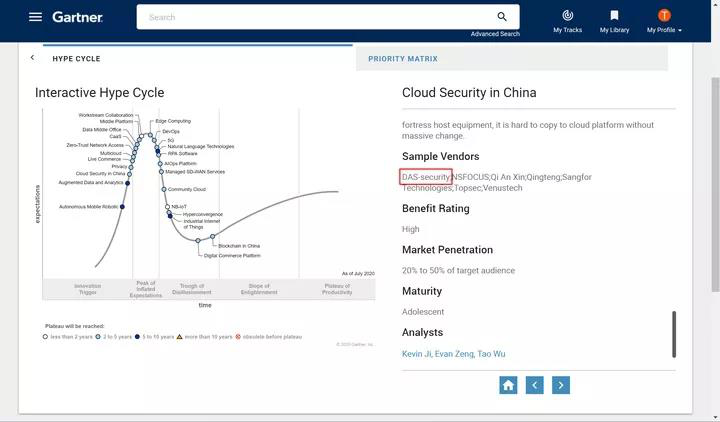 Gartner
Search
Advanced Search
My Tracks
My Library
T
My Profile
HYPE CYCLE
PRIORITY MATRIX
Interactive Hype Cycle
expectations
Workstream Collaboration
Middle Platform
Data Middle Office
CaaS
Zero-Trust Network Access
Multicloud
Live Commerce
Privacy
Cloud Security in China
Augmented Data and Analytics
Autonomous Mobile Robotic
Edge Computing
DevOps
5G
Natural Language Technologies
RPA Software
AIOps Platform
Managed SD-WAN Services
Community Cloud
NB-IoT
Hyperconvergence
Industrial Internet
of Things
Blockchain in China
Digital Commerce Platform
As of July 2020
Innovation
Trigger
Peak of
Inflated
Expectations
Trough of
Disillusionment
Slope of
Enlightenment
Plateau of
Productivity
time
Plateau will be reached:
less than 2 years
2 to 5 years
5 to 10 years
more than 10 years
obsolete before plateau
© 2020 Gartner, Inc.
Cloud Security in China
fortress host equipment, it is hard to copy to cloud platform without
massive change.
Sample Vendors
DAS-security;NSFOCUS;Qi An Xin;Qingteng;Sangfor
Technologies;Topsec;Venustech
Benefit Rating
High
Market Penetration
20% to 50% of target audience
Maturity
Adolescent
Analysts
Kevin Ji, Evan Zeng, Tao Wu